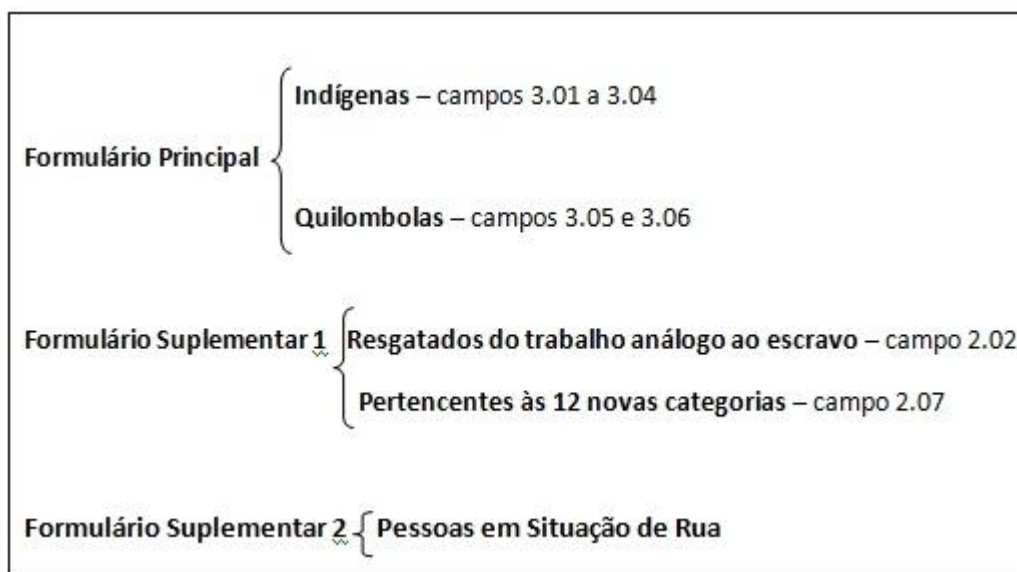 Indígenas – campos 3.01 a 3.04
Formulário Principal
Quilombolas – campos 3.05 e 3.06
Formulário Suplementar 1
Resgatados do trabalho análogo ao escravo – campo 2.02
Pertencentes às 12 novas categorias – campo 2.07
Formulário Suplementar 2
Pessoas em Situação de Rua